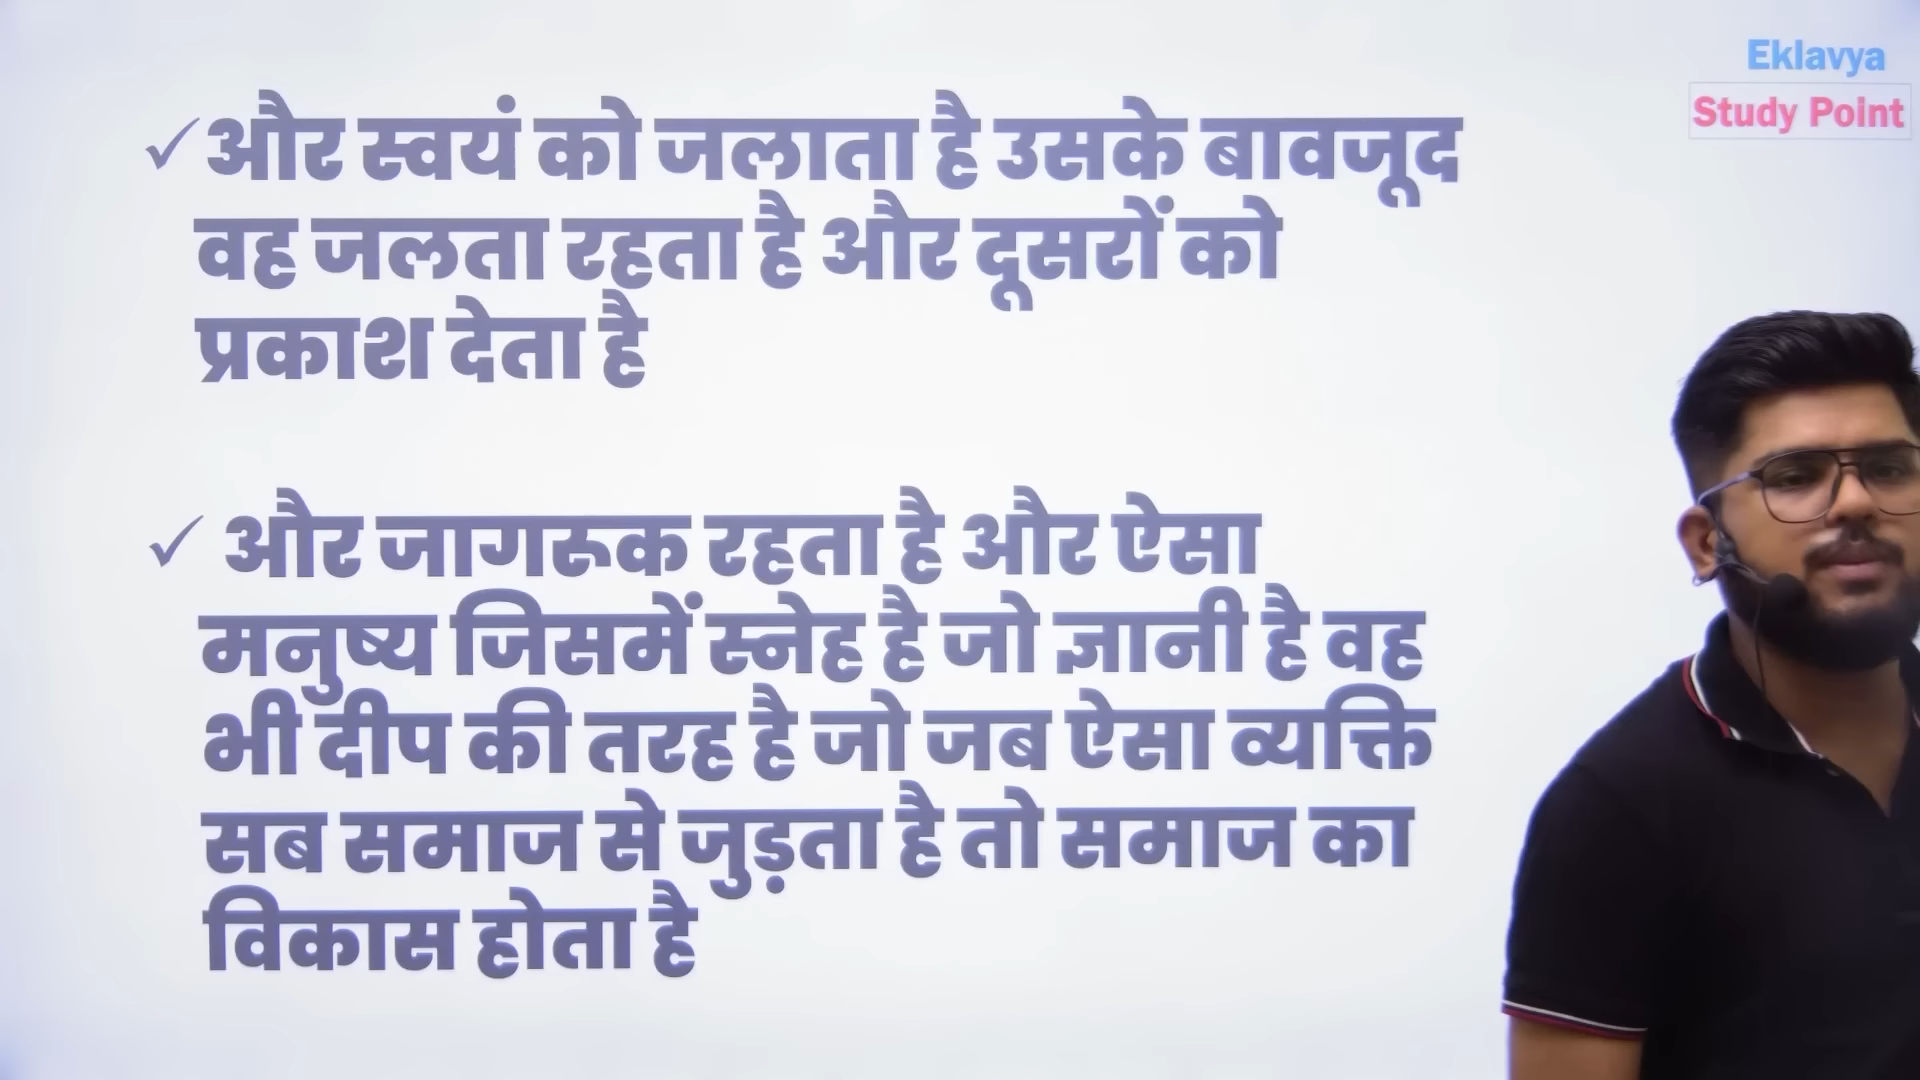 Eklavya
Study Point
✓और स्वयं को जलाता है उसके बावजूद
वह जलता रहता है और दूसरों को
प्रकाश देता है
✓ और जागरूक रहता है और ऐसा
मनुष्य जिसमें स्नेह है जो ज्ञानी है वह
भी दीप की तरह है जो जब ऐसा व्यक्ति
सब समाज से जुड़ता है तो समाज का
विकास होता है